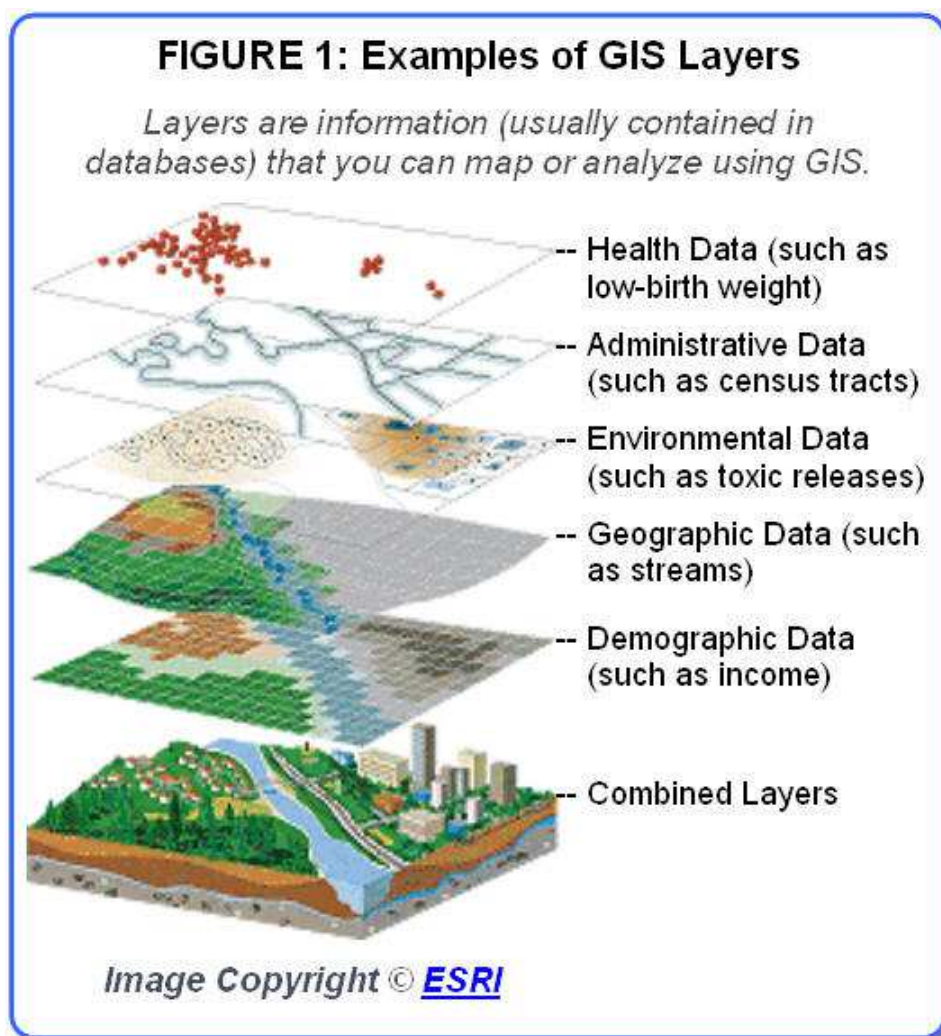 FIGURE 1: Examples of GIS Layers
Layers are information (usually contained in
databases) that you can map or analyze using GIS.
-- Health Data (such as
low-birth weight)
-- Administrative Data
(such as census tracts)
-- Environmental Data
(such as toxic releases)
-- Geographic Data (such
as streams)
-- Demographic Data
(such as income)
-- Combined Layers
Image Copyright © ESRI